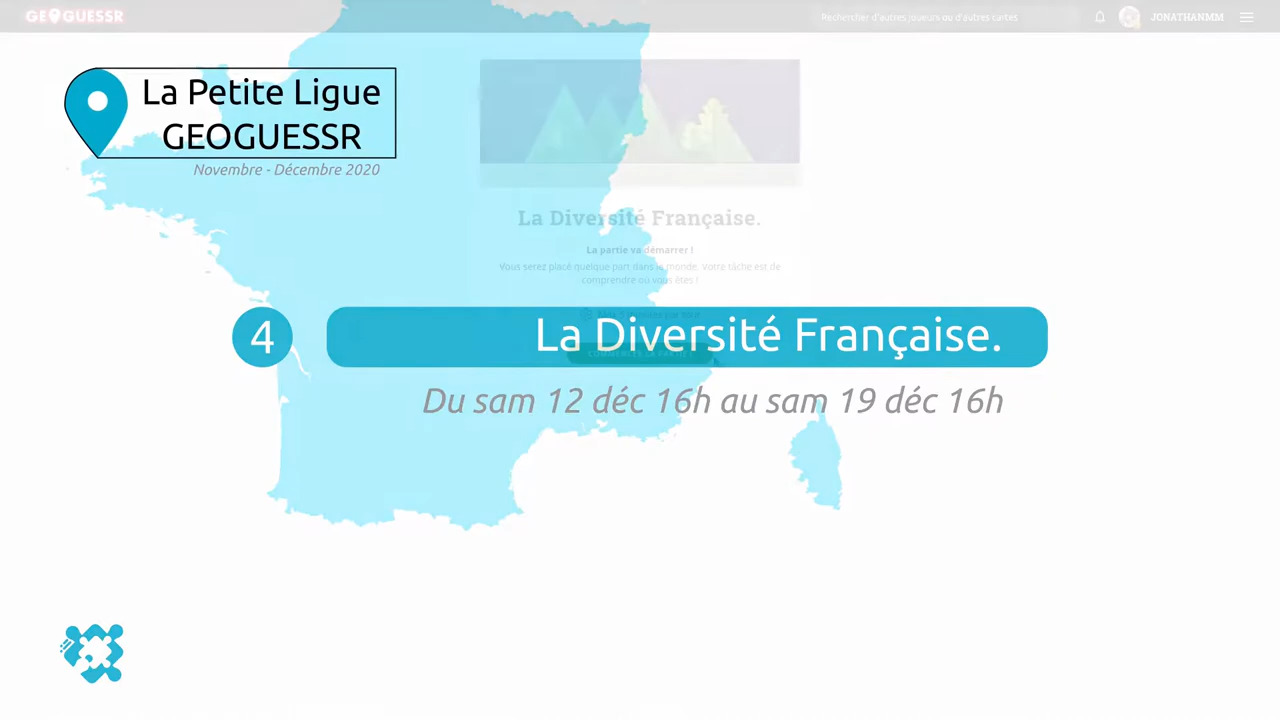 GEOGUESSR
Rechercher d'autres joueurs ou d'autres cartes
JONATHANMM
La Petite Ligue
GEOGUESSR
Novembre - Décembre 2020
La Diversité Française.
La partie va démarrer !
Vous serez placé quelque part dans le monde. Votre tâche est de
comprendre où vous êtes !
4
La Diversité Française.
Du sam 12 déc 16h au sam 19 déc 16h